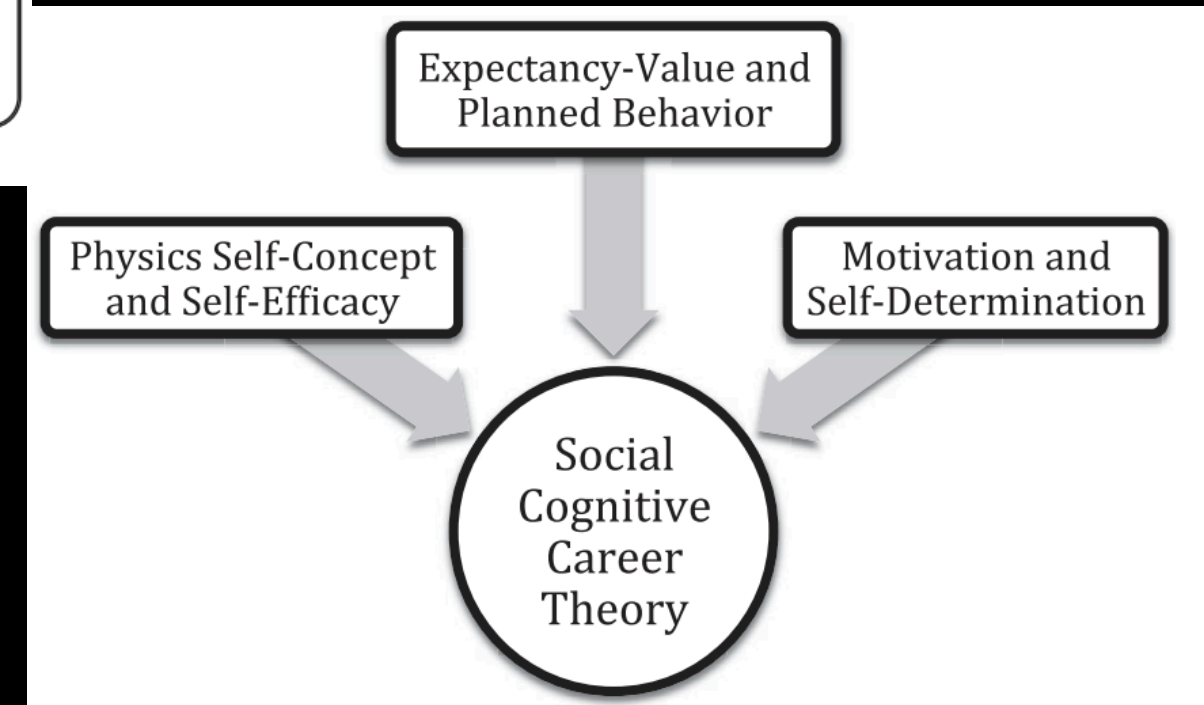 Expectancy-Value and
Planned Behavior
Physics Self-Concept
and Self-Efficacy
Motivation and
Self-Determination
Social
Cognitive
Career
Theory